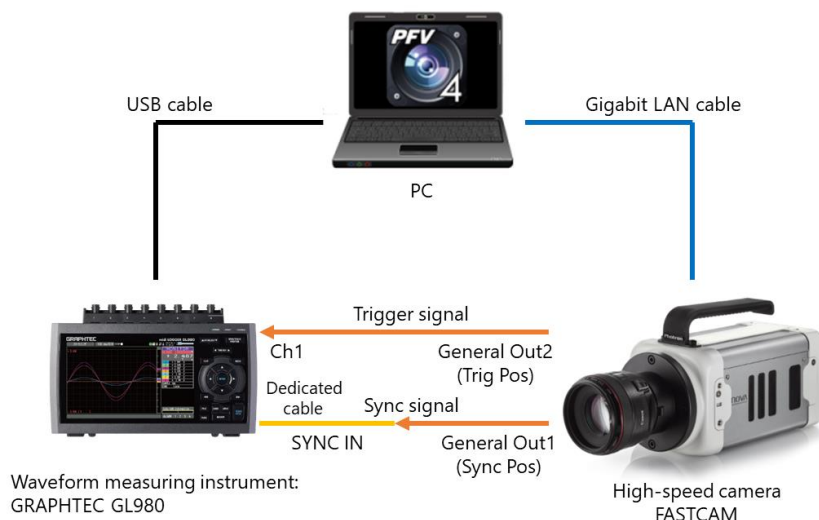 PFV
4
USB cable
Gigabit LAN cable
PC
Trigger signal
GRAPHTEC
Ch1
General Out2
(Trig Pos)
Dedicated
cable
Sync signal
SYNC IN
General Out1
(Sync Pos)
nova
Waveform measuring instrument:
GRAPHTEC GL980
High-speed camera
FASTCAM